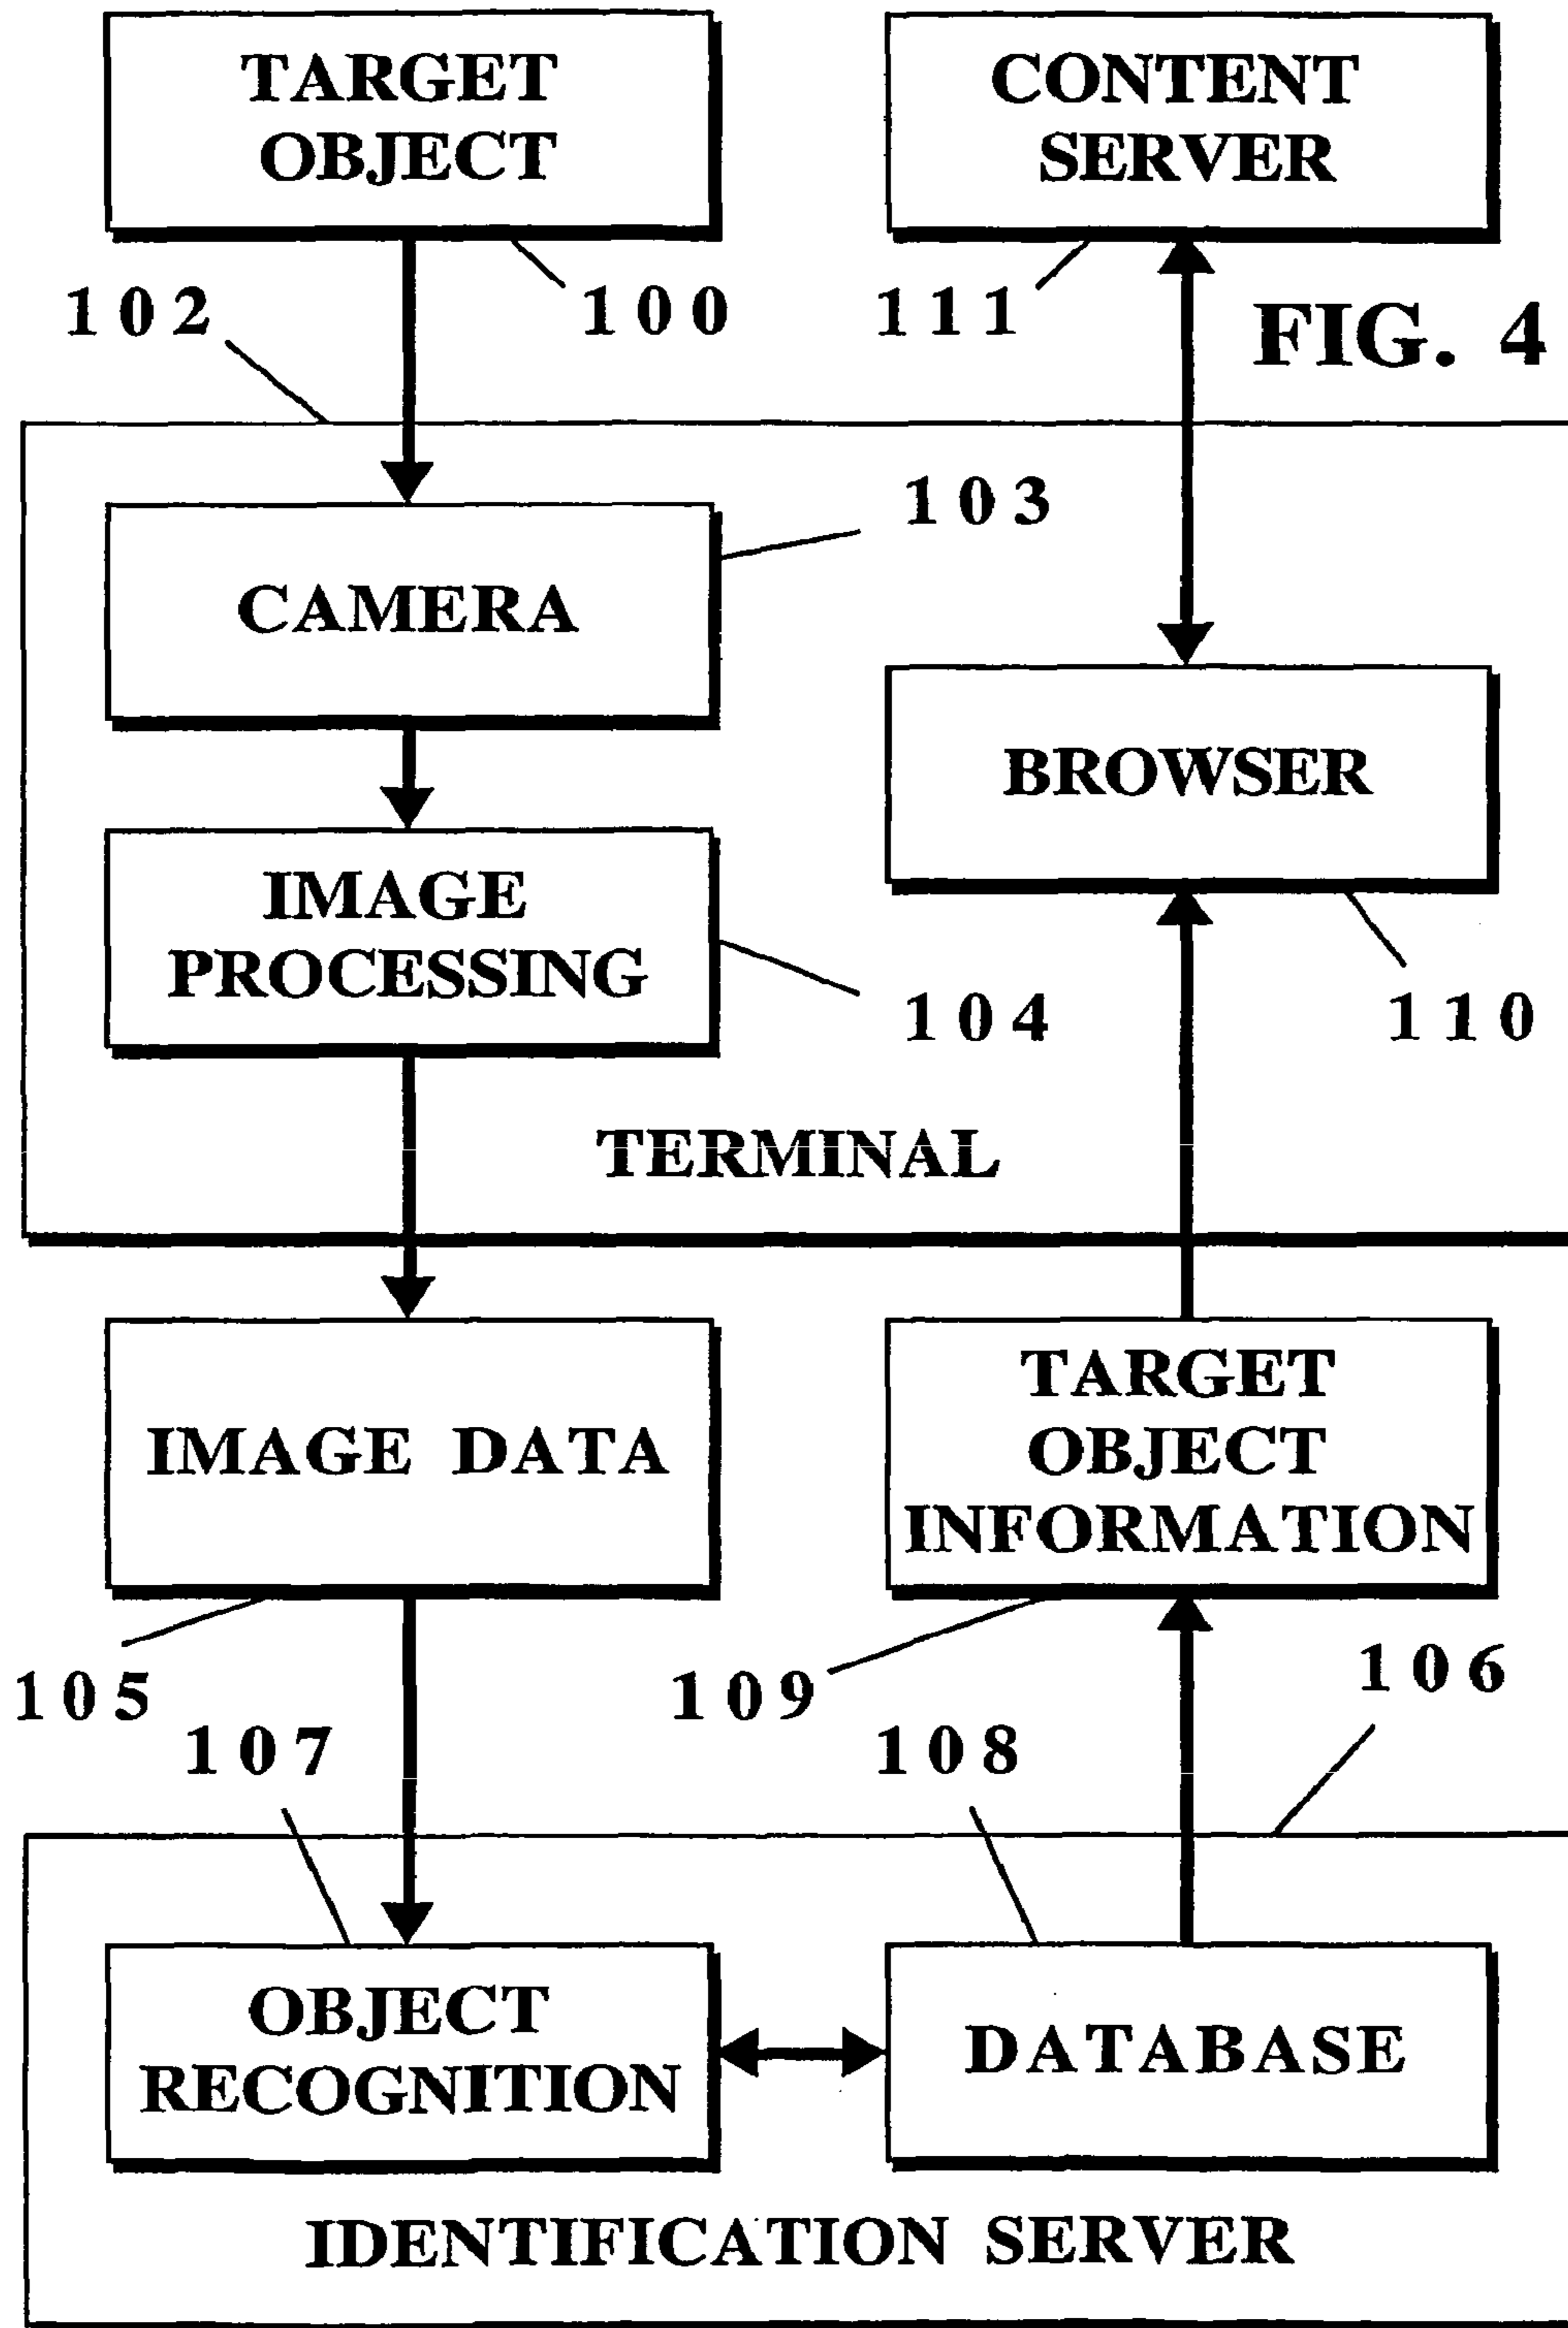 TARGET
OBJECT
CONTENT
SERVER
102
100
111
FIG. 4
103
CAMERA
BROWSER
IMAGE
PROCESSING
104
110
TERMINAL
IMAGE DATA
TARGET
OBJECT
INFORMATION
105
109
106
107
108
OBJECT
RECOGNITION
DATABASE
IDENTIFICATION SERVER